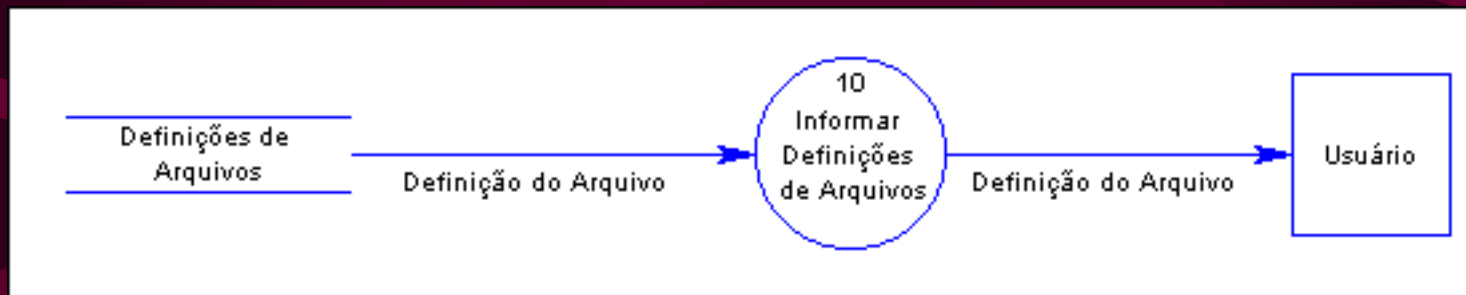 Definições de
Arquivos
Definição do Arquivo
10
Informar
Definições
de Arquivos
Definição do Arquivo
Usuário